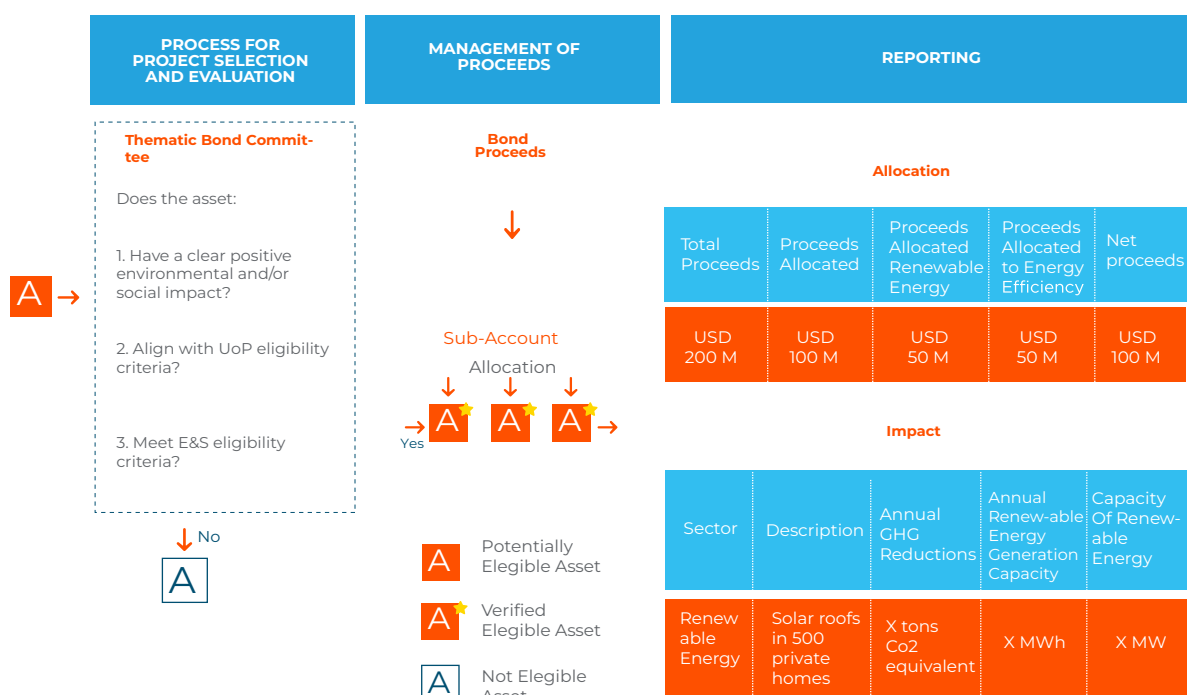 PROCESS FOR
PROJECT SELECTION
AND EVALUATION
MANAGEMENT OF
PROCEEDS
REPORTING
Thematic Bond Commit-
tee
Does the asset:
1. Have a clear positive
environmental and/or
social impact?
2. Align with UoP eligibility
criteria?
3. Meet E&S eligibility
criteria?
A
No
A
Bond
Proceeds
Sub-Account
Allocation
Yes
A
A
A
A
Potentially
Elegible Asset
A
Verified
Elegible Asset
A
Not Elegible
Asset
Allocation
Total
Proceeds
Proceeds
Allocated
Proceeds
Allocated
Renewable
Energy
Proceeds
Allocated
to Energy
Efficiency
Net
proceeds
USD
200 M
USD
100 M
USD
50 M
USD
50 M
USD
100 M
Impact
Sector
Description
Annual
GHG
Reductions
Annual
Renew-able
Energy
Generation
Capacity
Capacity
Of Renew-
able
Energy
Renew
able
Energy
Solar roofs
in 500
private
homes
X tons
Co2
equivalent
X MWh
X MW